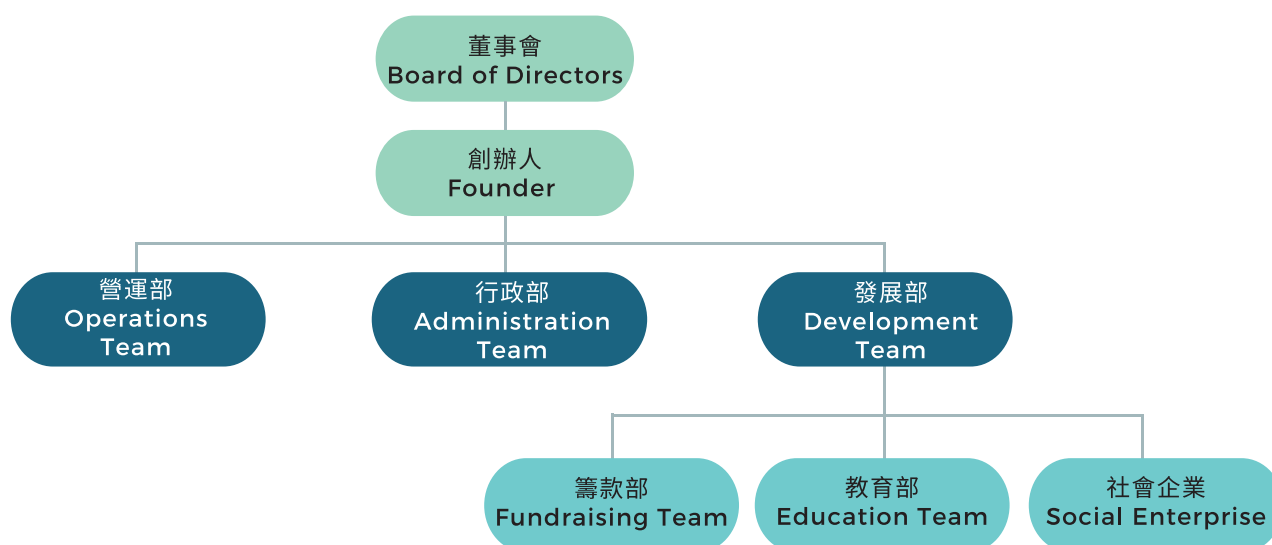 董事會
Board of Directors
創辦人
Founder
營運部
Operations
Team
行政部
Administration
Team
發展部
Development
Team
籌款部
Fundraising Team
教育部
Education Team
社會企業
Social Enterprise